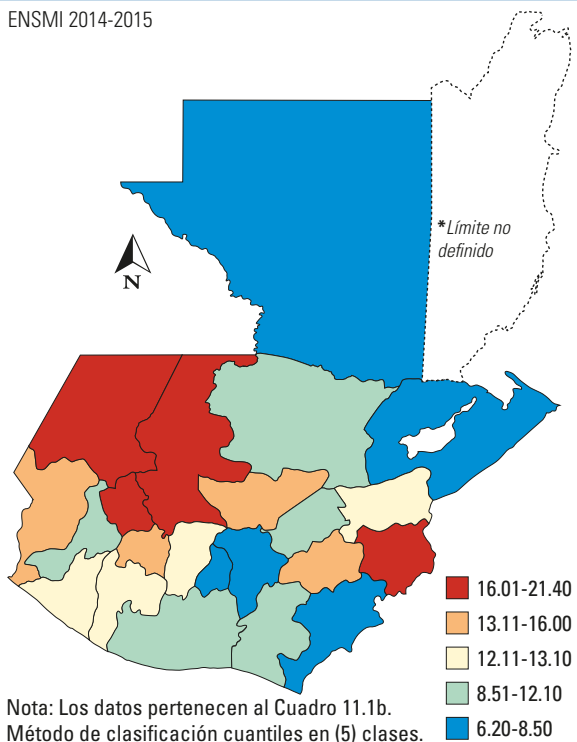 ENSMI 2014-2015
*Límite no
definido
N
16.01-21.40
13.11-16.00
12.11-13.10
8.51-12.10
6.20-8.50
Nota: Los datos pertenecen al Cuadro 11.1b.
Método de clasificación cuantiles en (5) clases.